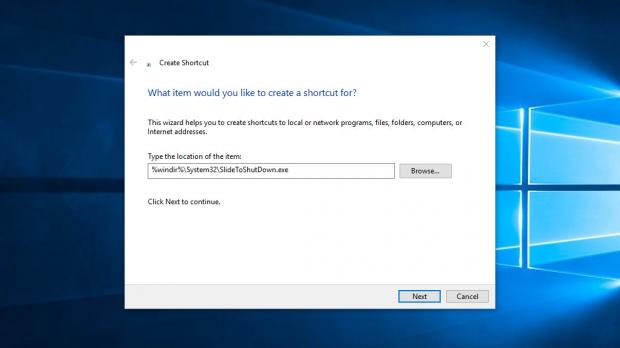 Create Shortcut
What item would you like to create a shortcut for?
This wizard helps you to create shortcuts to local or network programs, files, folders, computers, or
Internet addresses.
Type the location of the item:
%windir%\System32\SlideToShutDown.exe
Browse...
Click Next to continue.
Next
Cancel